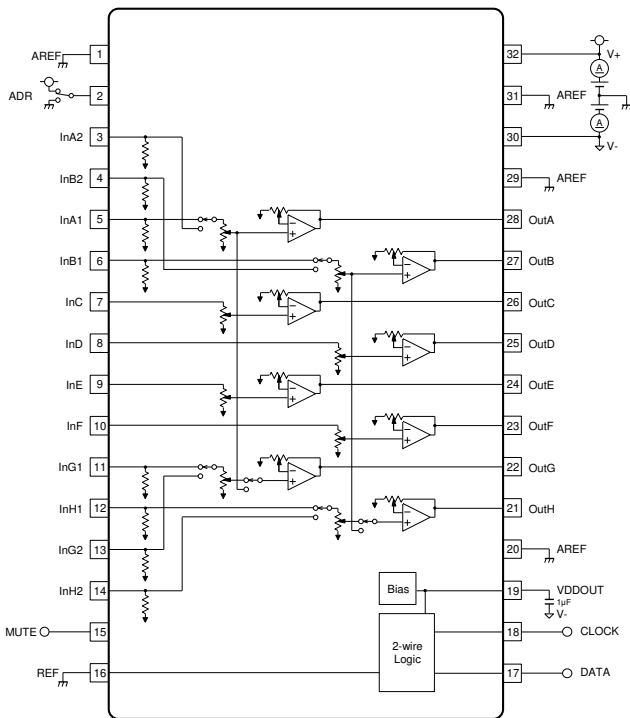 AREF 1
ADR 2
InA2 3
InB2 4
InA1 5
InB1 6
InC 7
InD 8
InE 9
InF 10
InG1 11
InH1 12
InG2 13
InH2 14
MUTE 15
REF 16
32 V+
A
31 AREF
A
30 V-
29 AREF
28 OutA
27 OutB
26 OutC
25 OutD
24 OutE
23 OutF
22 OutG
21 OutH
20 AREF
19 VDDOUT
1µF
V-
18 CLOCK
17 DATA
Bias
2-wire
Logic
− +
− +
− +
− +
− +
− +
− +
− +